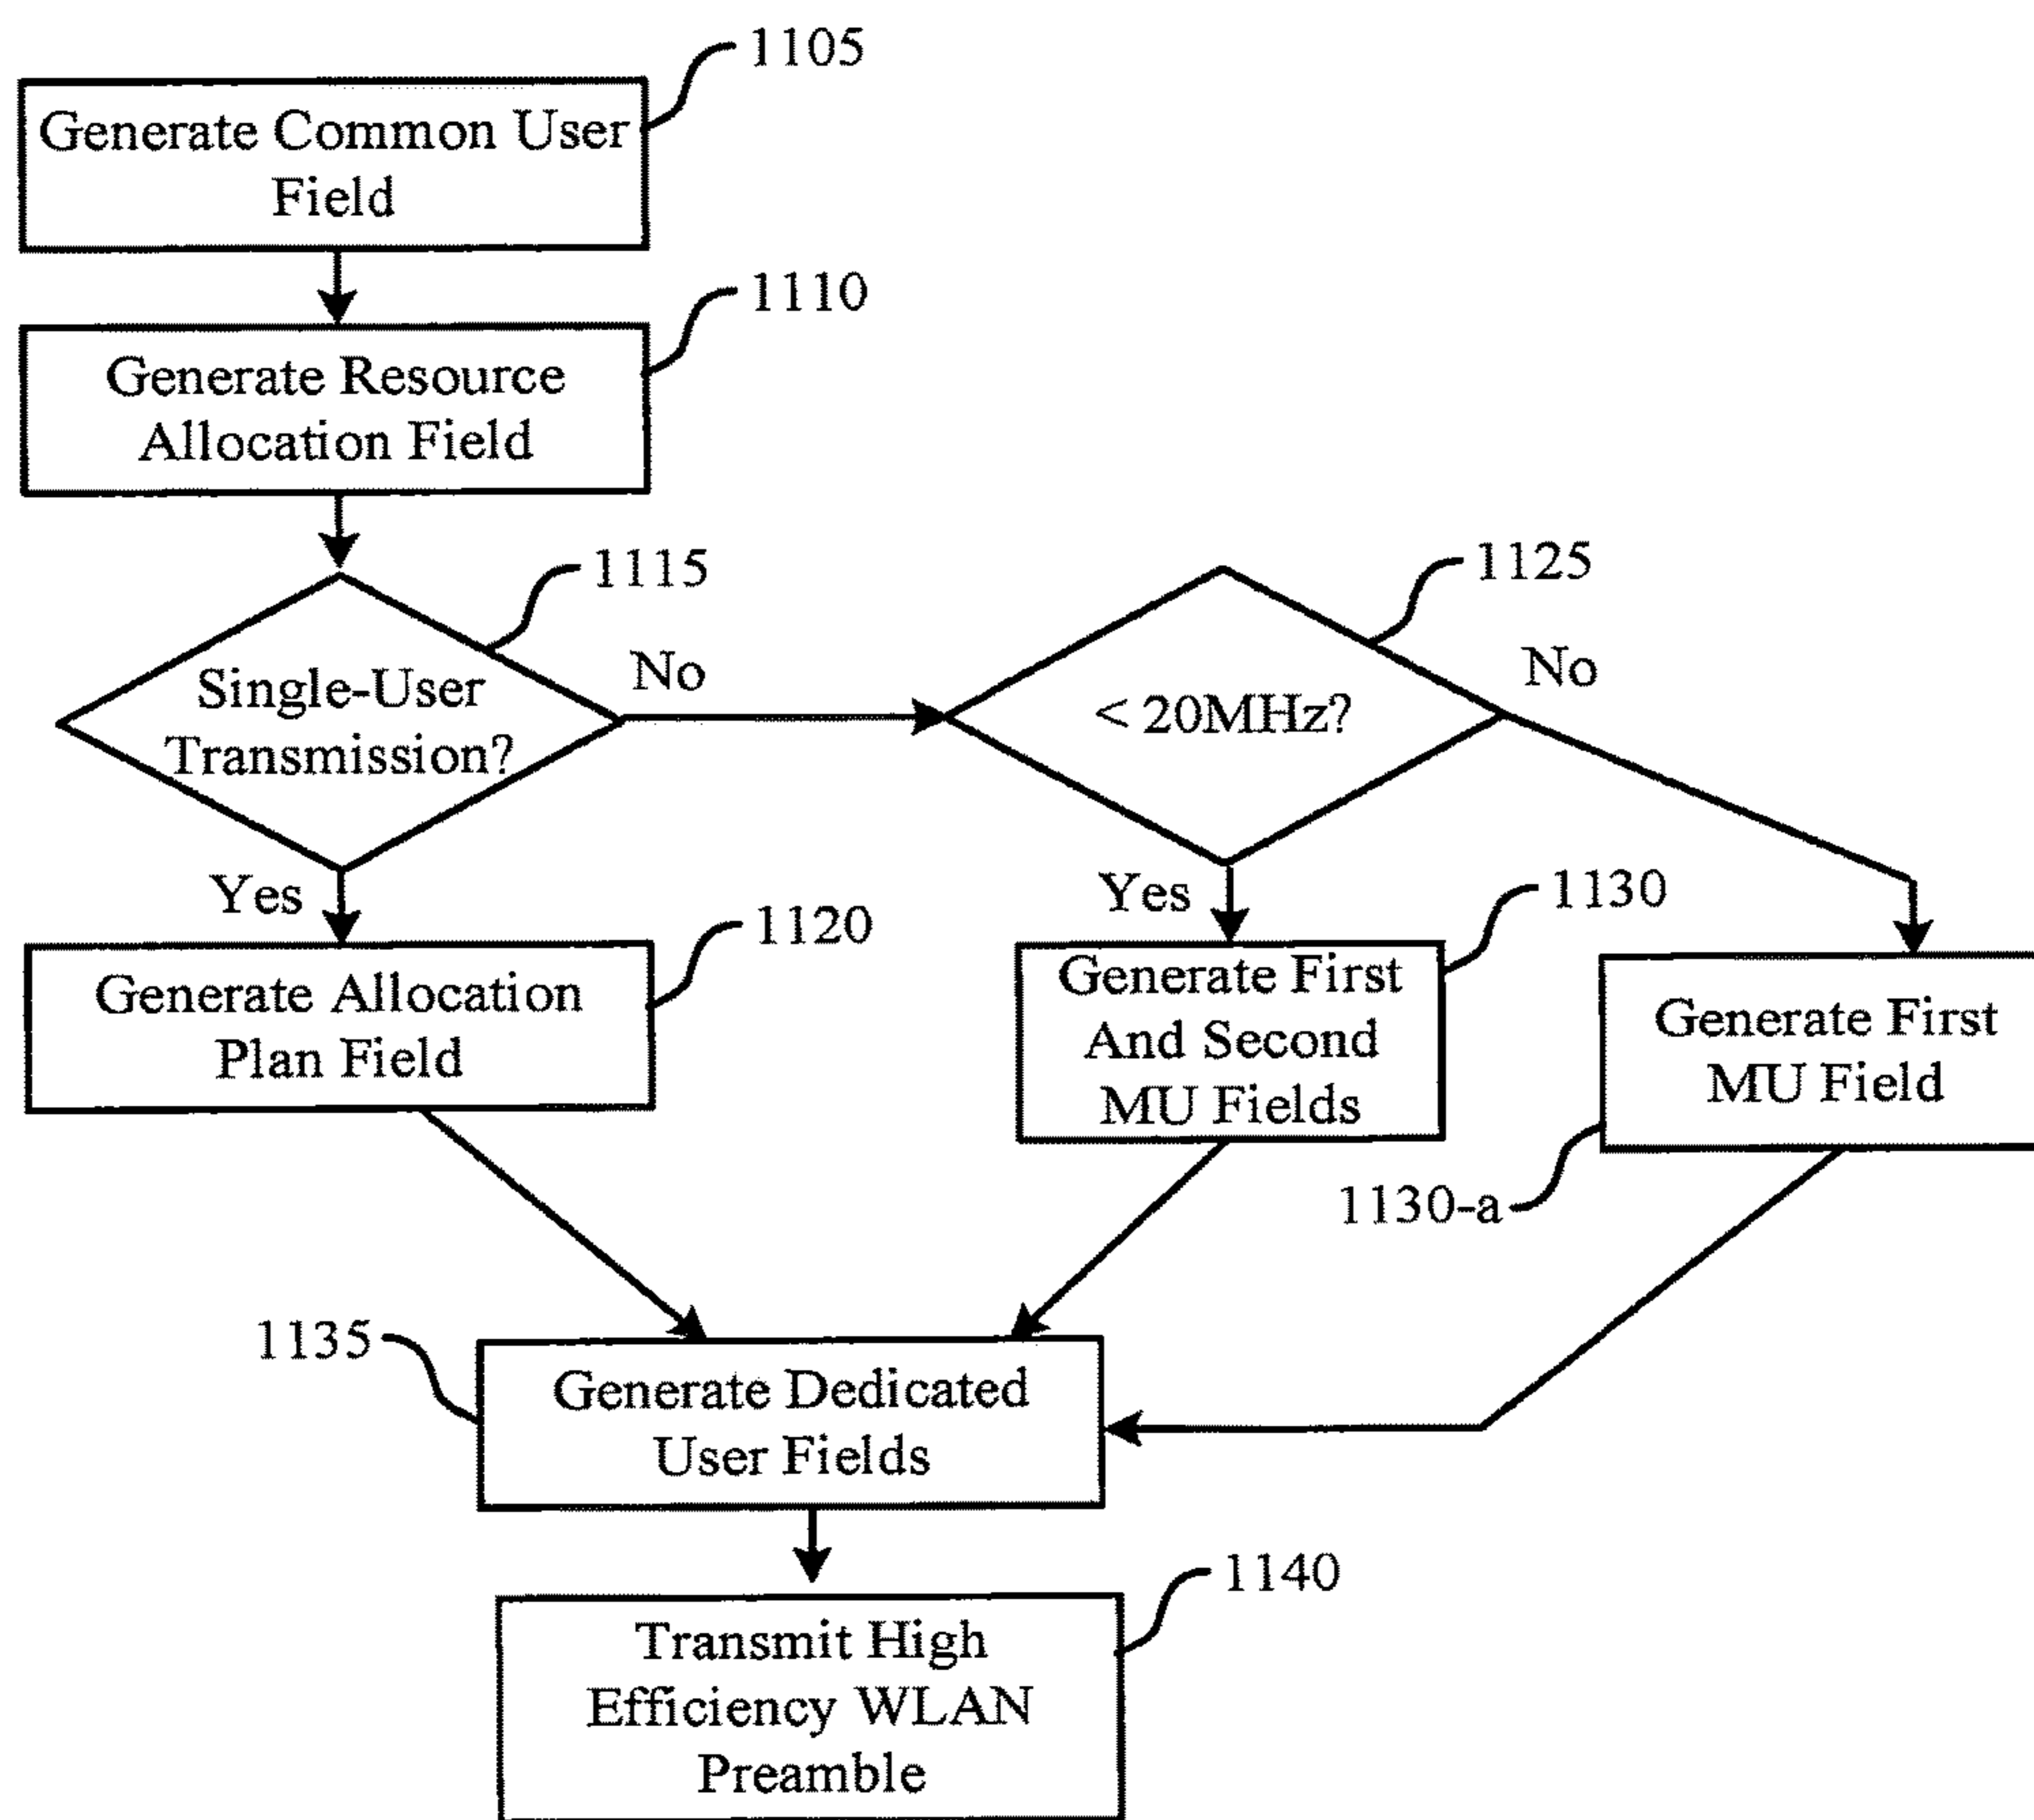 1105
Generate Common User
Field
1110
Generate Resource
Allocation Field
1115
Single-User
Transmission?
No
1125
< 20MHz?
No
Yes
1120
Generate Allocation
Plan Field
Yes
1130
Generate First
And Second
MU Fields
Generate First
MU Field
1130-a
1135
Generate Dedicated
User Fields
1140
Transmit High
Efficiency WLAN
Preamble